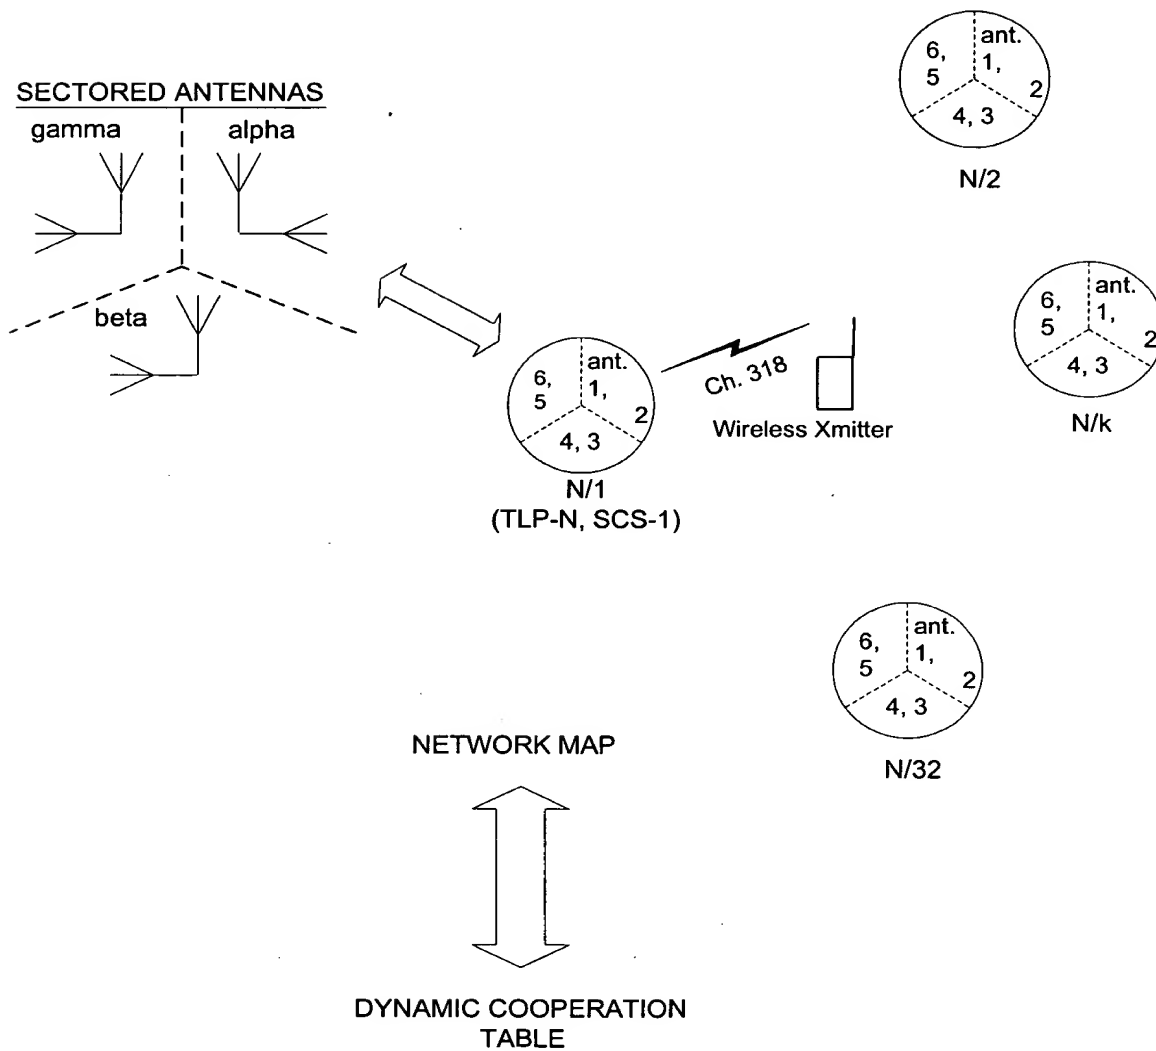 SECTORED ANTENNAS
gamma alpha
beta
ant.
6, 1,
5 2
4, 3
N/2
ant.
6, 1,
5 2
4, 3
N/k
ant.
6, 1,
5 2
4, 3
N/1
(TLP-N, SCS-1)
Ch. 318
Wireless Xmitter
ant.
6, 1,
5 2
4, 3
N/32
NETWORK MAP
DYNAMIC COOPERATION
TABLE